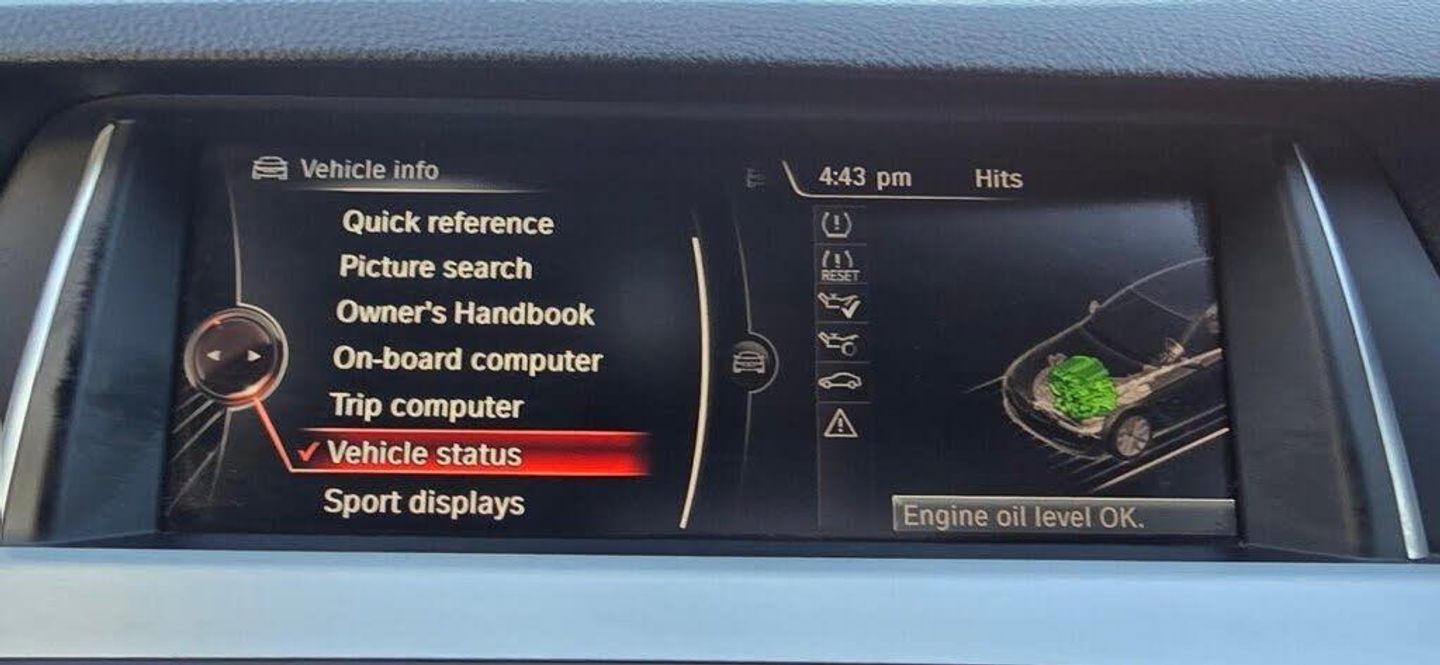 Vehicle info
Quick reference
Picture search
Owner's Handbook
On-board computer
Trip computer
Vehicle status
Sport displays
4:43 pm Hits
RESET
Engine oil level OK.